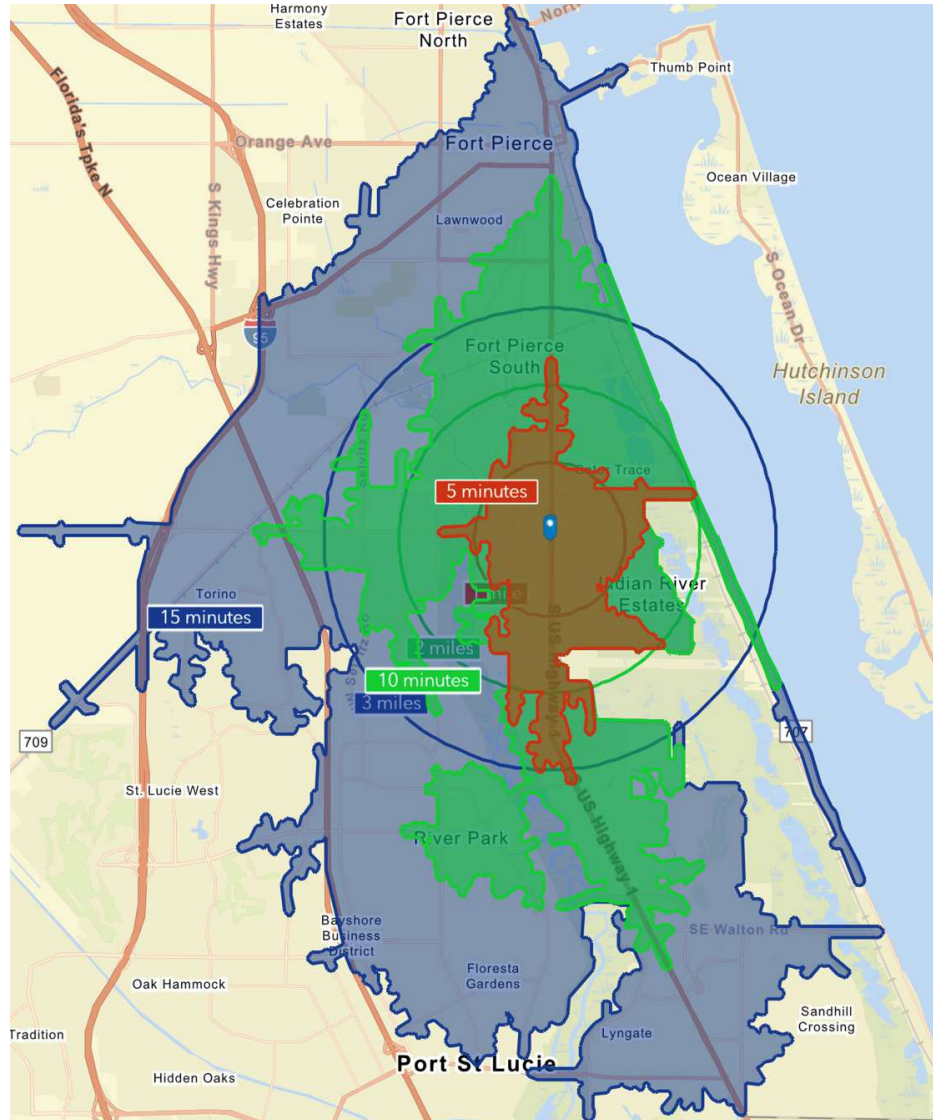 Harmony
Estates
Fort Pierce
North
Thumb Point
Florida's Tpke N
Orange Ave
Fort Pierce
S Kings Hwy
Ocean Village
Celebration
Pointe
Lawnwood
S Ocean Dr
95
Fort Pierce
South
Hutchinson
Island
5 minutes
Indian River
Estates
Torino
15 minutes
S US Highway 1
2 miles
10 minutes
3 miles
709
707
St. Lucie West
US Highway 1
River Park
Bayshore
Business
District
SE Walton Rd
Floresta
Gardens
Oak Hammock
Sandhill
Crossing
Tradition
Lyngate
Port St Lucie
Hidden Oaks